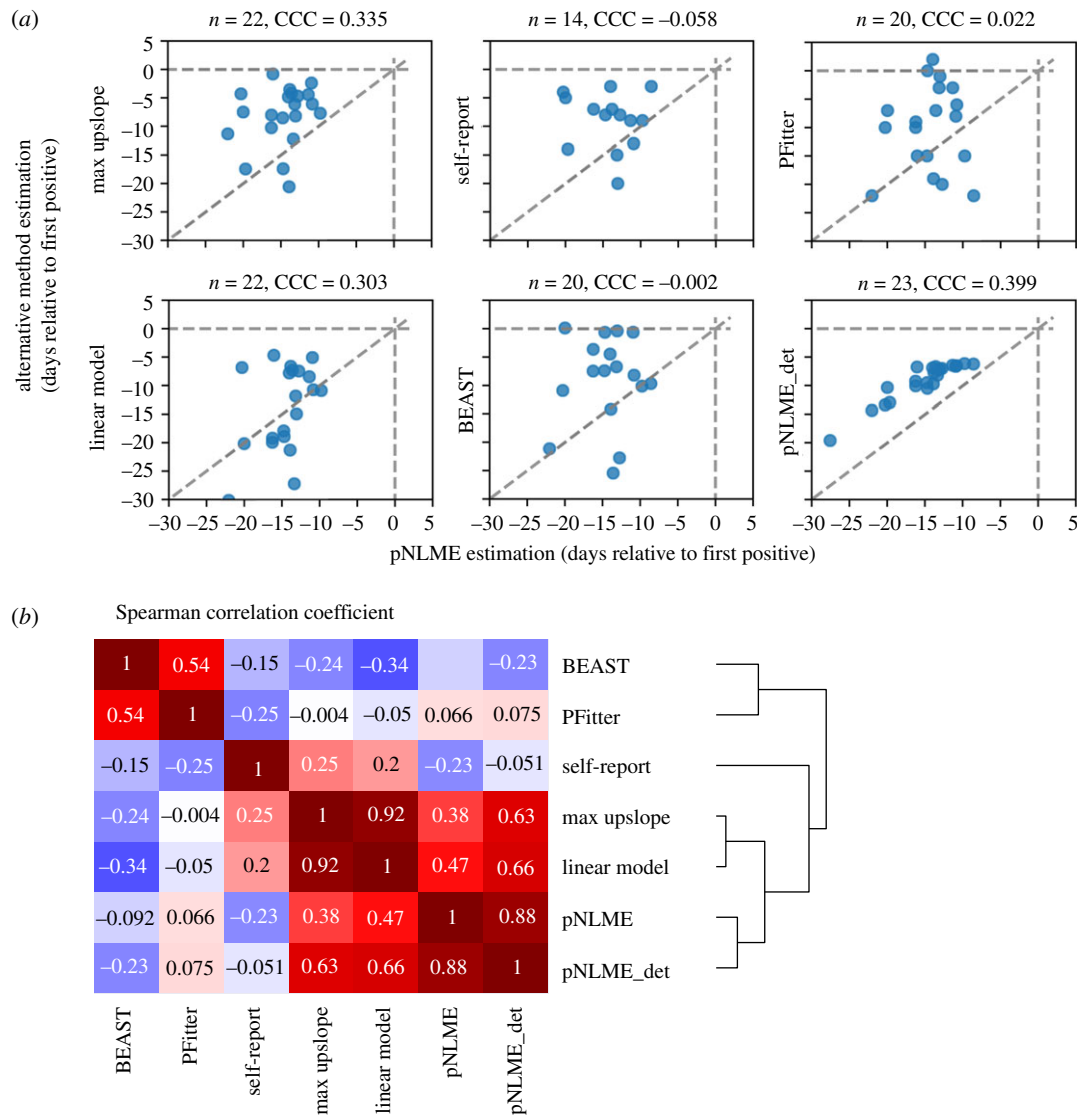 (a)
n = 22, CCC = 0.335
n = 14, CCC = –0.058
n = 20, CCC = 0.022
alternative method estimation
(days relative to first positive)
max upslope
5
0
–5
–10
–15
–20
–25
–30
self-report
PFitter
n = 22, CCC = 0.303
n = 20, CCC = –0.002
n = 23, CCC = 0.399
linear model
5
0
–5
–10
–15
–20
–25
–30
BEAST
pNLME_det
–30 –25 –20 –15 –10 –5 0 5
–30 –25 –20 –15 –10 –5 0 5
–30 –25 –20 –15 –10 –5 0 5
pNLME estimation (days relative to first positive)
(b)
Spearman correlation coefficient
1 0.54 –0.15 –0.24 –0.34 –0.23 BEAST
0.54 1 –0.25 –0.004 –0.05 0.066 0.075 PFitter
–0.15 –0.25 1 0.25 0.2 –0.23 –0.051 self-report
–0.24 –0.004 0.25 1 0.92 0.38 0.63 max upslope
–0.34 –0.05 0.2 0.92 1 0.47 0.66 linear model
–0.092 0.066 –0.23 0.38 0.47 1 0.88 pNLME
–0.23 0.075 –0.051 0.63 0.66 0.88 1 pNLME_det
BEAST
PFitter
self-report
max upslope
linear model
pNLME
pNLME_det